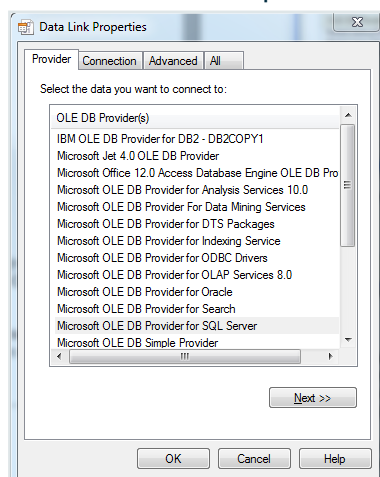 Data Link Properties
Provider Connection Advanced All
Select the data you want to connect to:
OLE DB Provider(s)
IBM OLE DB Provider for DB2 - DB2COPY1
Microsoft Jet 4.0 OLE DB Provider
Microsoft Office 12.0 Access Database Engine OLE DB Pro
Microsoft OLE DB Provider for Analysis Services 10.0
Microsoft OLE DB Provider For Data Mining Services
Microsoft OLE DB Provider for DTS Packages
Microsoft OLE DB Provider for Indexing Service
Microsoft OLE DB Provider for ODBC Drivers
Microsoft OLE DB Provider for OLAP Services 8.0
Microsoft OLE DB Provider for Oracle
Microsoft OLE DB Provider for Search
Microsoft OLE DB Provider for SQL Server
Microsoft OLE DB Simple Provider
Next >>
OK Cancel Help